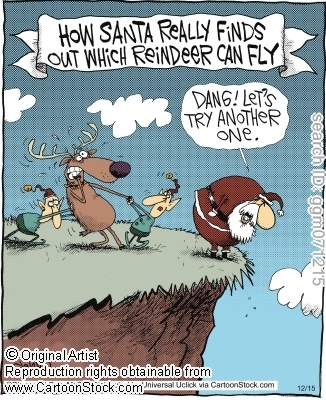 HOW SANTA REALLY FINDS
OUT WHICH REINDEER CAN FLY
DANG! LET'S
TRY ANOTHER
ONE.
search ID: ggm071215
© Original Artist
Reproduction rights obtainable from
www.CartoonStock.com
Universal Uclick via CartoonStock.com
12/15